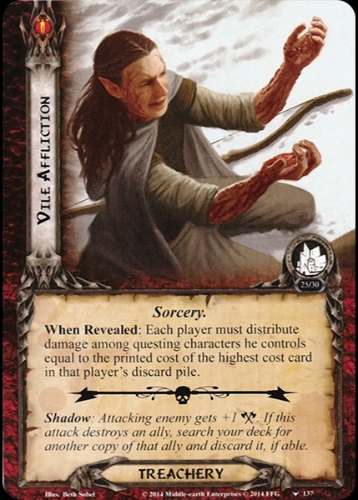 VILE AFFLICTION
25/30
Sorcery.
When Revealed: Each player must distribute
damage among questing characters he controls
equal to the printed cost of the highest cost card
in that player's discard pile.
Shadow: Attacking enemy gets +1. If this
attack destroys an ally, search your deck for
another copy of that ally and discard it, if able.
TREACHERY
Illus. Beth Sobel © 2014 Middle-earth Enterprises © 2014 FFG 137